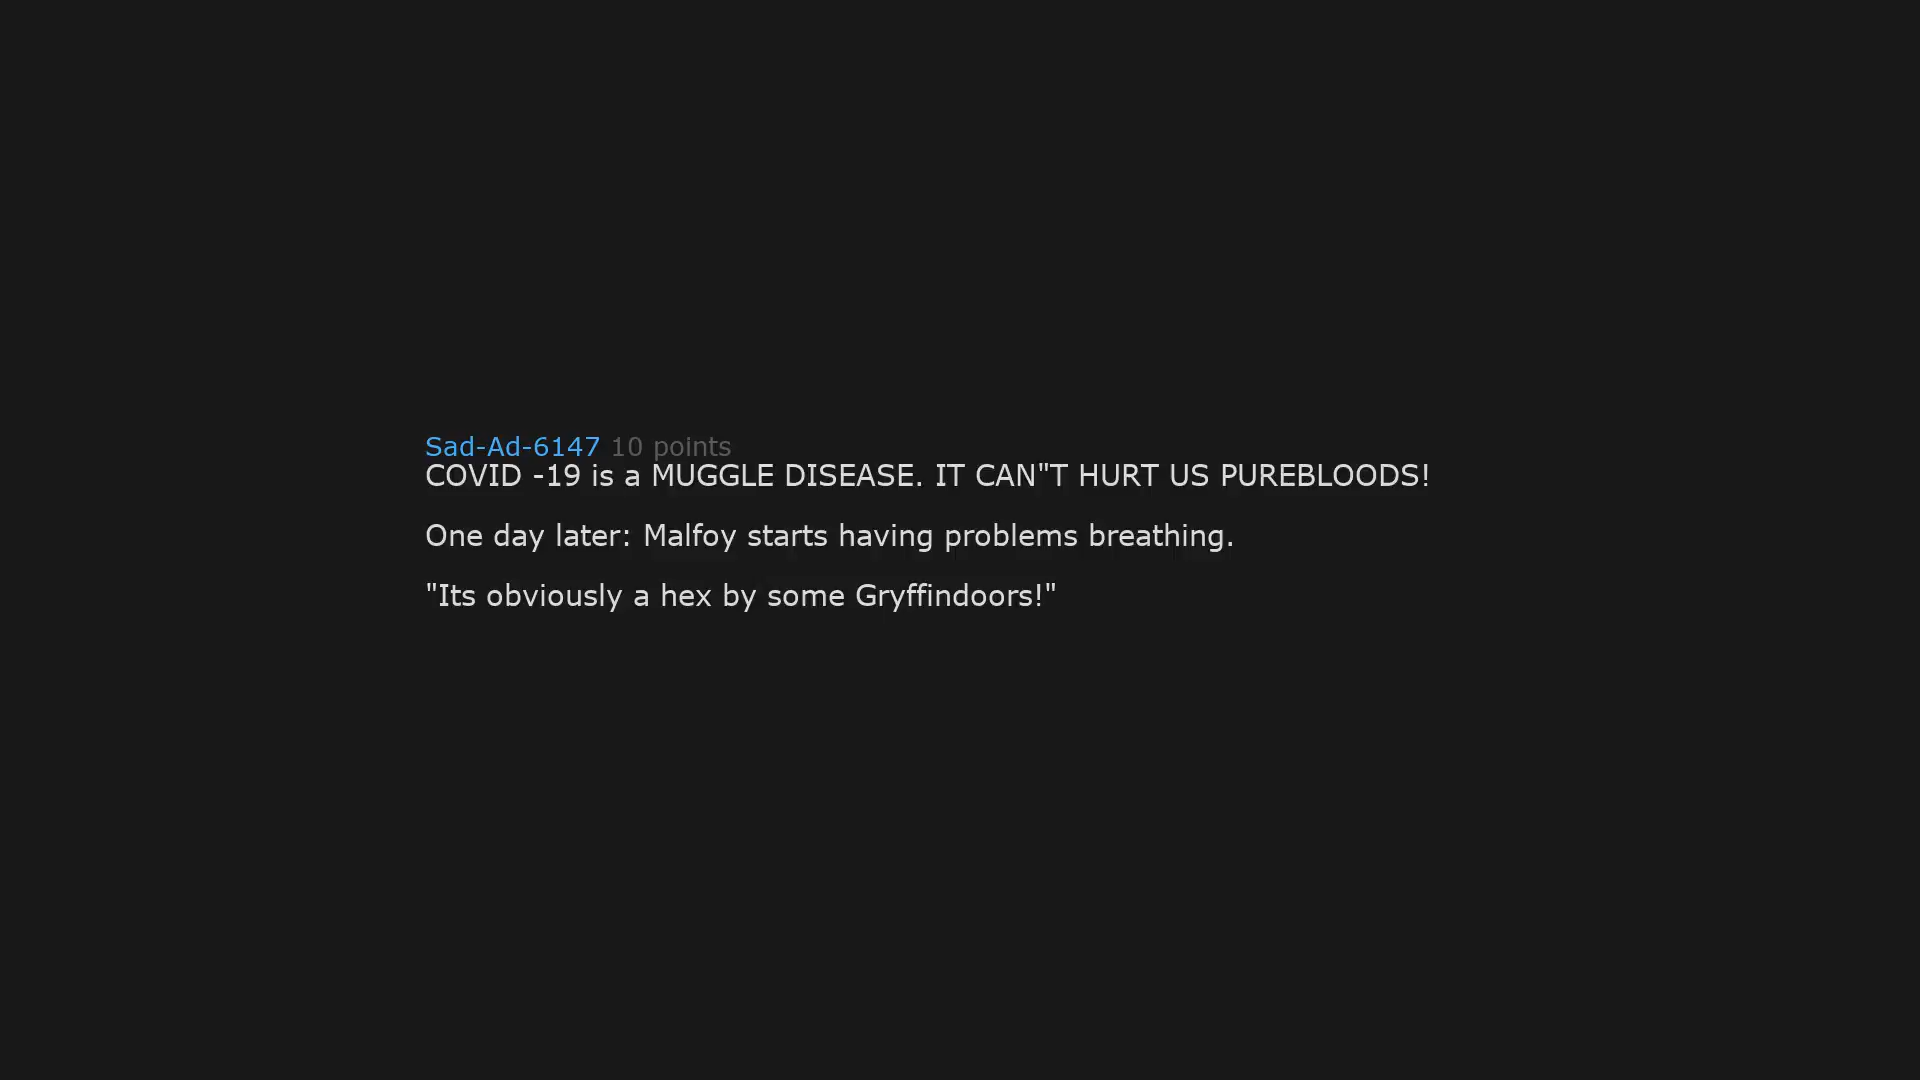 Sad-Ad-6147 10 points
COVID -19 is a MUGGLE DISEASE. IT CAN"T HURT US PUREBLOODS!
One day later: Malfoy starts having problems breathing.
"Its obviously a hex by some Gryffindoors!"